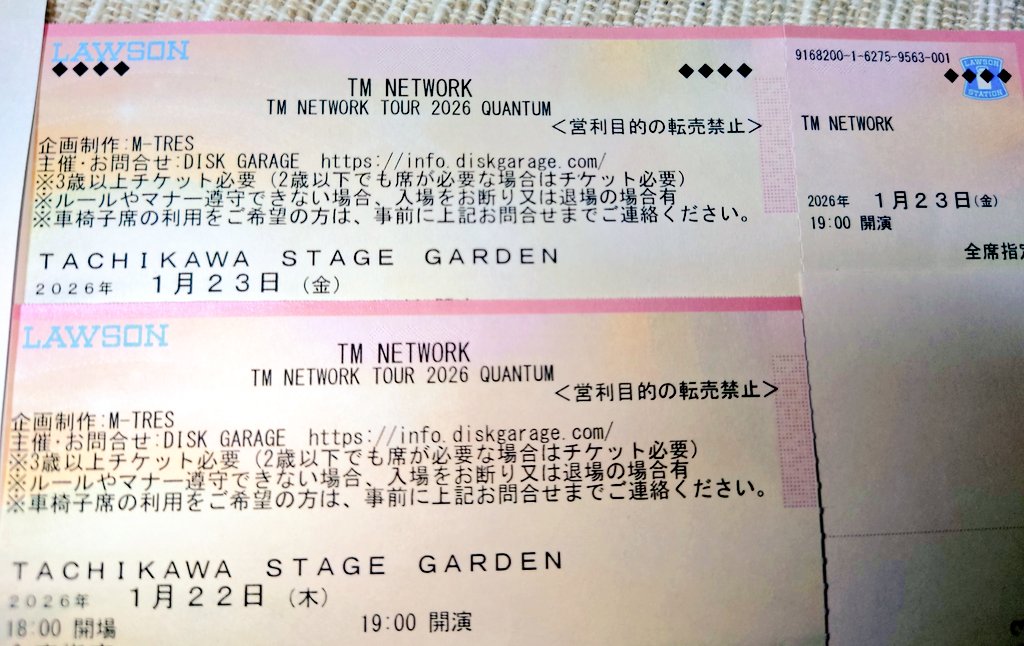 LAWSON
◆◆◆◆ ◆◆◆◆
TM NETWORK
TM NETWORK TOUR 2026 QUANTUM
＜営利目的の転売禁止＞
企画制作:M-TRES
主催･お問合せ:DISK GARAGE https://info.diskgarage.com/
※3歳以上チケット必要（2歳以下でも席が必要な場合はチケット必要）
※ルールやマナー遵守できない場合、入場をお断り又は退場の場合有
※車椅子席の利用をご希望の方は、事前に上記お問合せまでご連絡ください。
ＴＡＣＨＩＫＡＷＡ ＳＴＡＧＥ ＧＡＲＤＥＮ
2026年 １月２３日（金）
9168200-1-6275-9563-001
LAWSON
STATION
◆◆◆◆
TM NETWORK
2026年 １月２３日(金)
19:00 開演
全席指定
LAWSON
TM NETWORK
TM NETWORK TOUR 2026 QUANTUM
＜営利目的の転売禁止＞
企画制作:M-TRES
主催･お問合せ:DISK GARAGE https://info.diskgarage.com/
※3歳以上チケット必要（2歳以下でも席が必要な場合はチケット必要）
※ルールやマナー遵守できない場合、入場をお断り又は退場の場合有
※車椅子席の利用をご希望の方は、事前に上記お問合せまでご連絡ください。
ＴＡＣＨＩＫＡＷＡ ＳＴＡＧＥ ＧＡＲＤＥＮ
2026年 １月２２日（木）
18:00 開場 19:00 開演